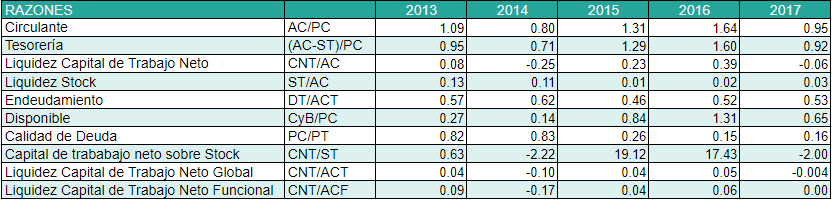 RAZONES 2013 2014 2015 2016 2017
Circulante AC/PC 1.09 0.80 1.31 1.64 0.95
Tesorería (AC-ST)/PC 0.95 0.71 1.29 1.60 0.92
Liquidez Capital de Trabajo Neto CNT/AC 0.08 -0.25 0.23 0.39 -0.06
Liquidez Stock ST/AC 0.13 0.11 0.01 0.02 0.03
Endeudamiento DT/ACT 0.57 0.62 0.46 0.52 0.53
Disponible CyB/PC 0.27 0.14 0.84 1.31 0.65
Calidad de Deuda PC/PT 0.82 0.83 0.26 0.15 0.16
Capital de trababajo neto sobre Stock CNT/ST 0.63 -2.22 19.12 17.43 -2.00
Liquidez Capital de Trabajo Neto Global CNT/ACT 0.04 -0.10 0.04 0.05 -0.004
Liquidez Capital de Trabajo Neto Funcional CNT/ACF 0.09 -0.17 0.04 0.06 0.00